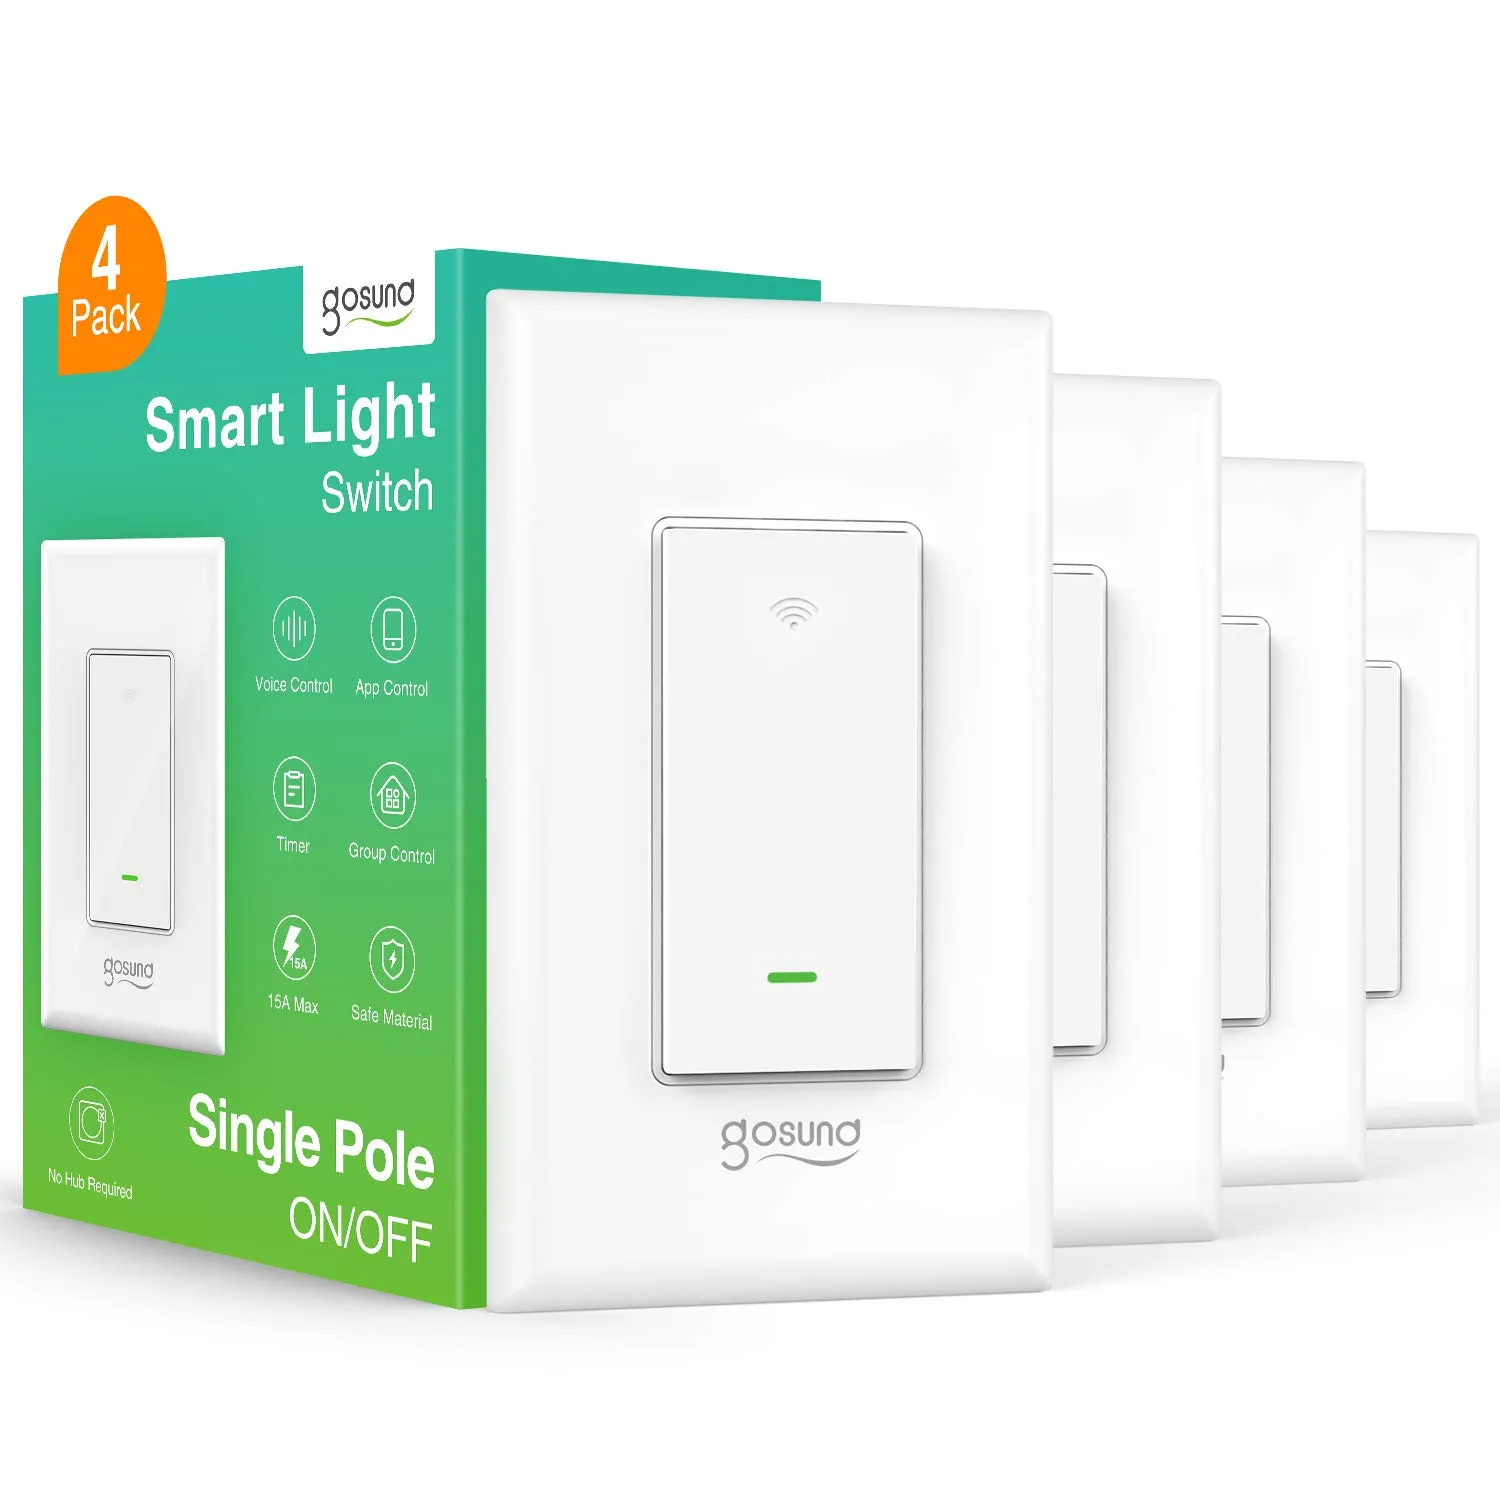 4
Pack
gosund
Smart Light
Switch
Voice Control
App Control
Timer
Group Control
15A
15A Max
Safe Material
gosund
No Hub Required
Single Pole
ON/OFF
gosund